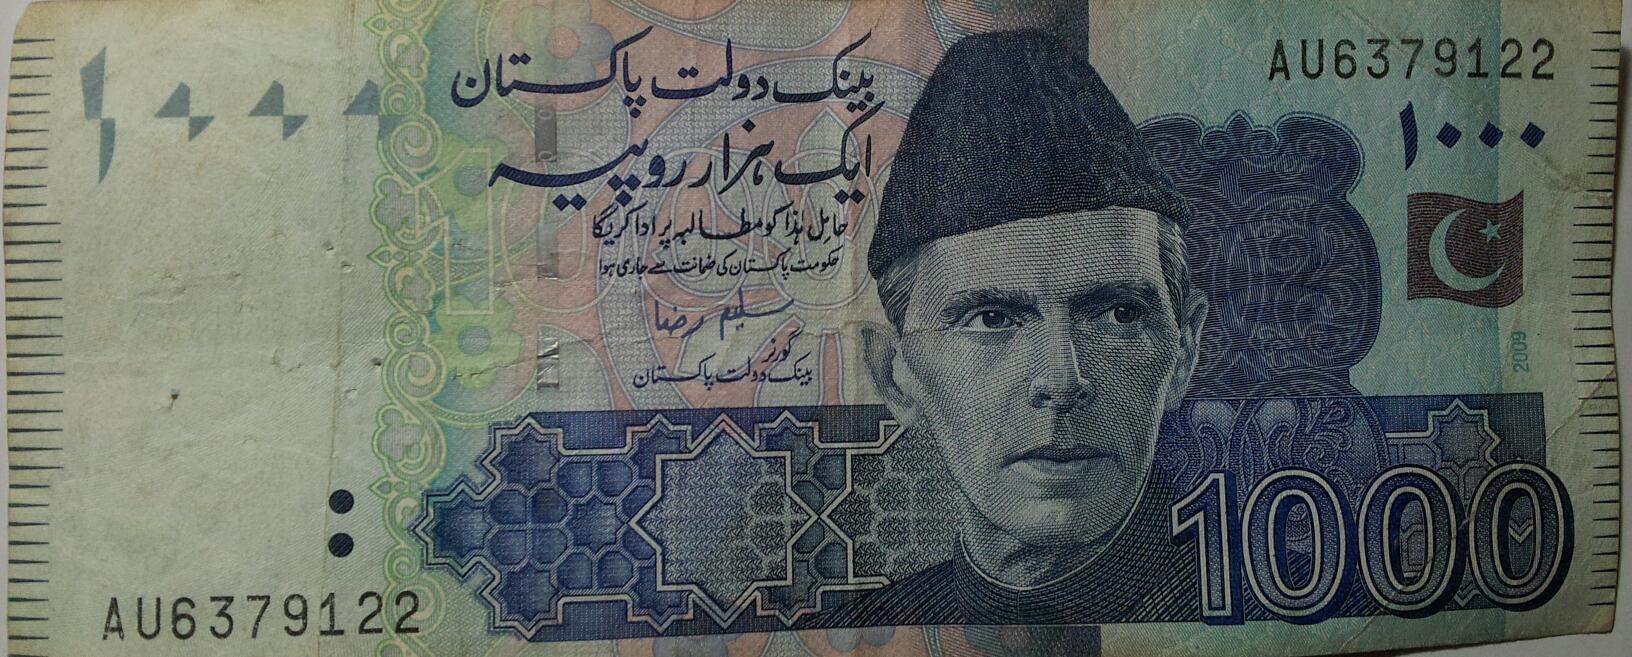 بینک دولت پاکستان
AU6379122
۱۰۰۰
۱۰۰۰
ایک ہزار روپیہ
حامل ہٰذا کو مطالبہ پر ادا کریگا
حکومت پاکستان کی ضمانت سے جاری ہوا
سلیم رضا
گورنر
بینک دولت پاکستان
2009
1000
AU6379122